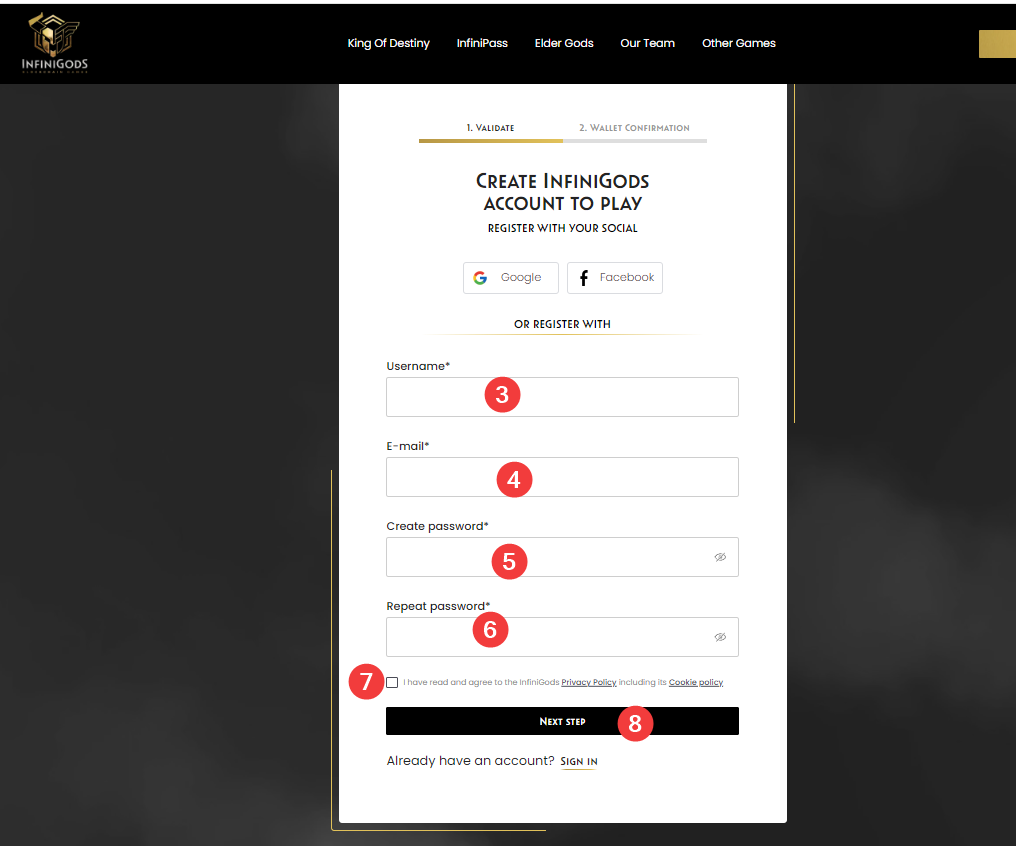 King Of Destiny InfiniPass Elder Gods Our Team Other Games
InfiniGods
1. Validate 2. Wallet Confirmation
Create InfiniGods
account to play
REGISTER WITH YOUR SOCIAL
Google Facebook
OR REGISTER WITH
Username*
3
E-mail*
4
Create password*
5
Repeat password*
6
7 I have read and agree to the InfiniGods Privacy Policy including its Cookie policy
Next step 8
Already have an account? Sign in